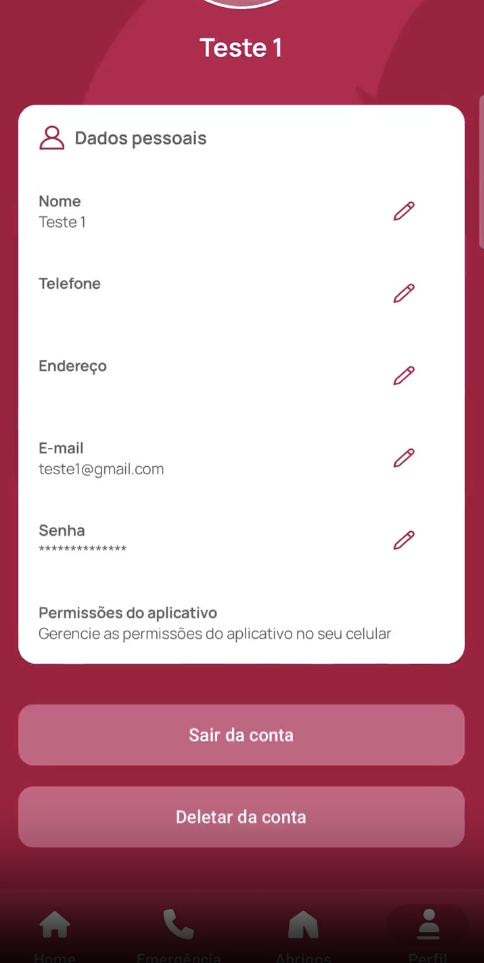 Teste 1
Dados pessoais
Nome
Teste 1
Telefone
Endereço
E-mail
teste1@gmail.com
Senha
**************
Permissões do aplicativo
Gerencie as permissões do aplicativo no seu celular
Sair da conta
Deletar da conta
Home
Emergência
Abrigos
Perfil